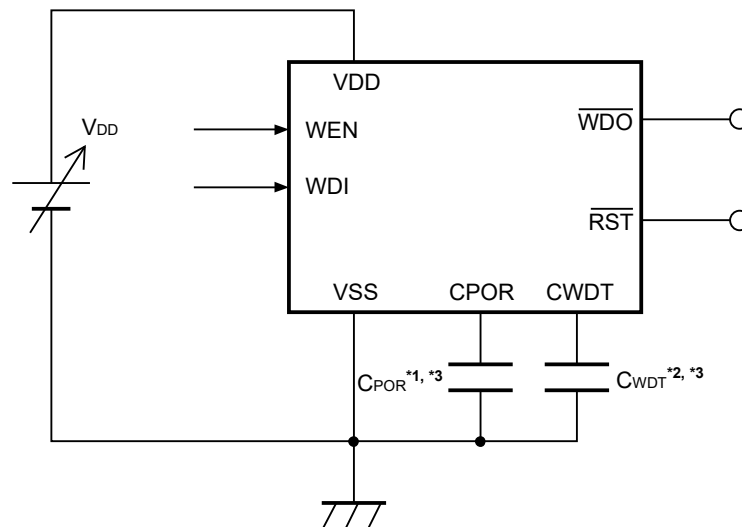 VDD
VDD
WEN
WDO
WDI
RST
VSS
CPOR
CWDT
CPOR*1, *3
CWDT*2, *3